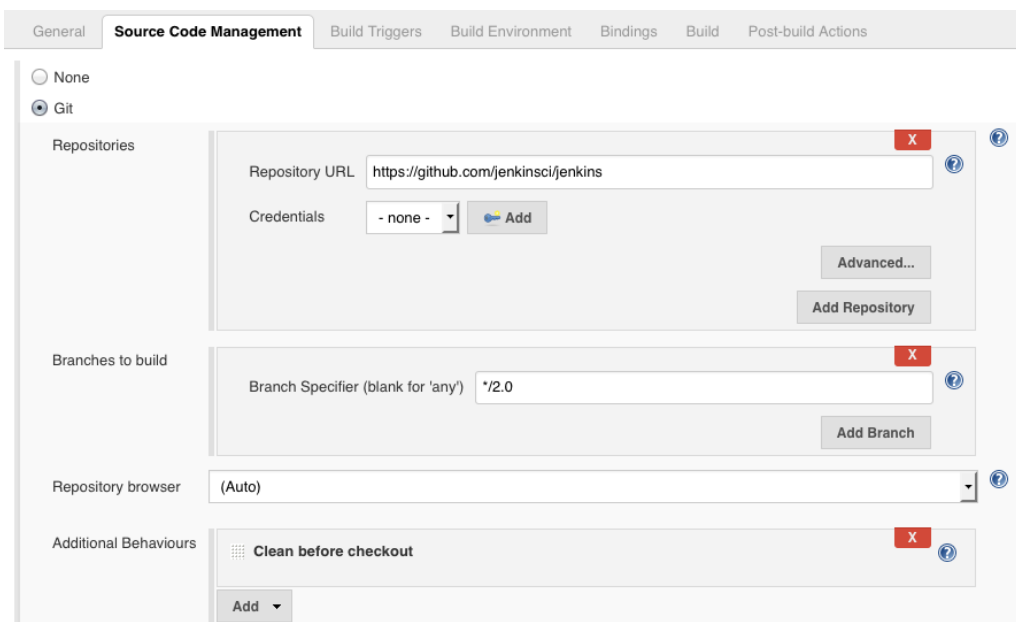 General Source Code Management Build Triggers Build Environment Bindings Build Post-build Actions
None
Git
Repositories X ?
Repository URL https://github.com/jenkinsci/jenkins ?
Credentials - none - Add
Advanced...
Add Repository
Branches to build X
Branch Specifier (blank for 'any') */2.0 ?
Add Branch
Repository browser (Auto) ?
Additional Behaviours Clean before checkout X ?
Add